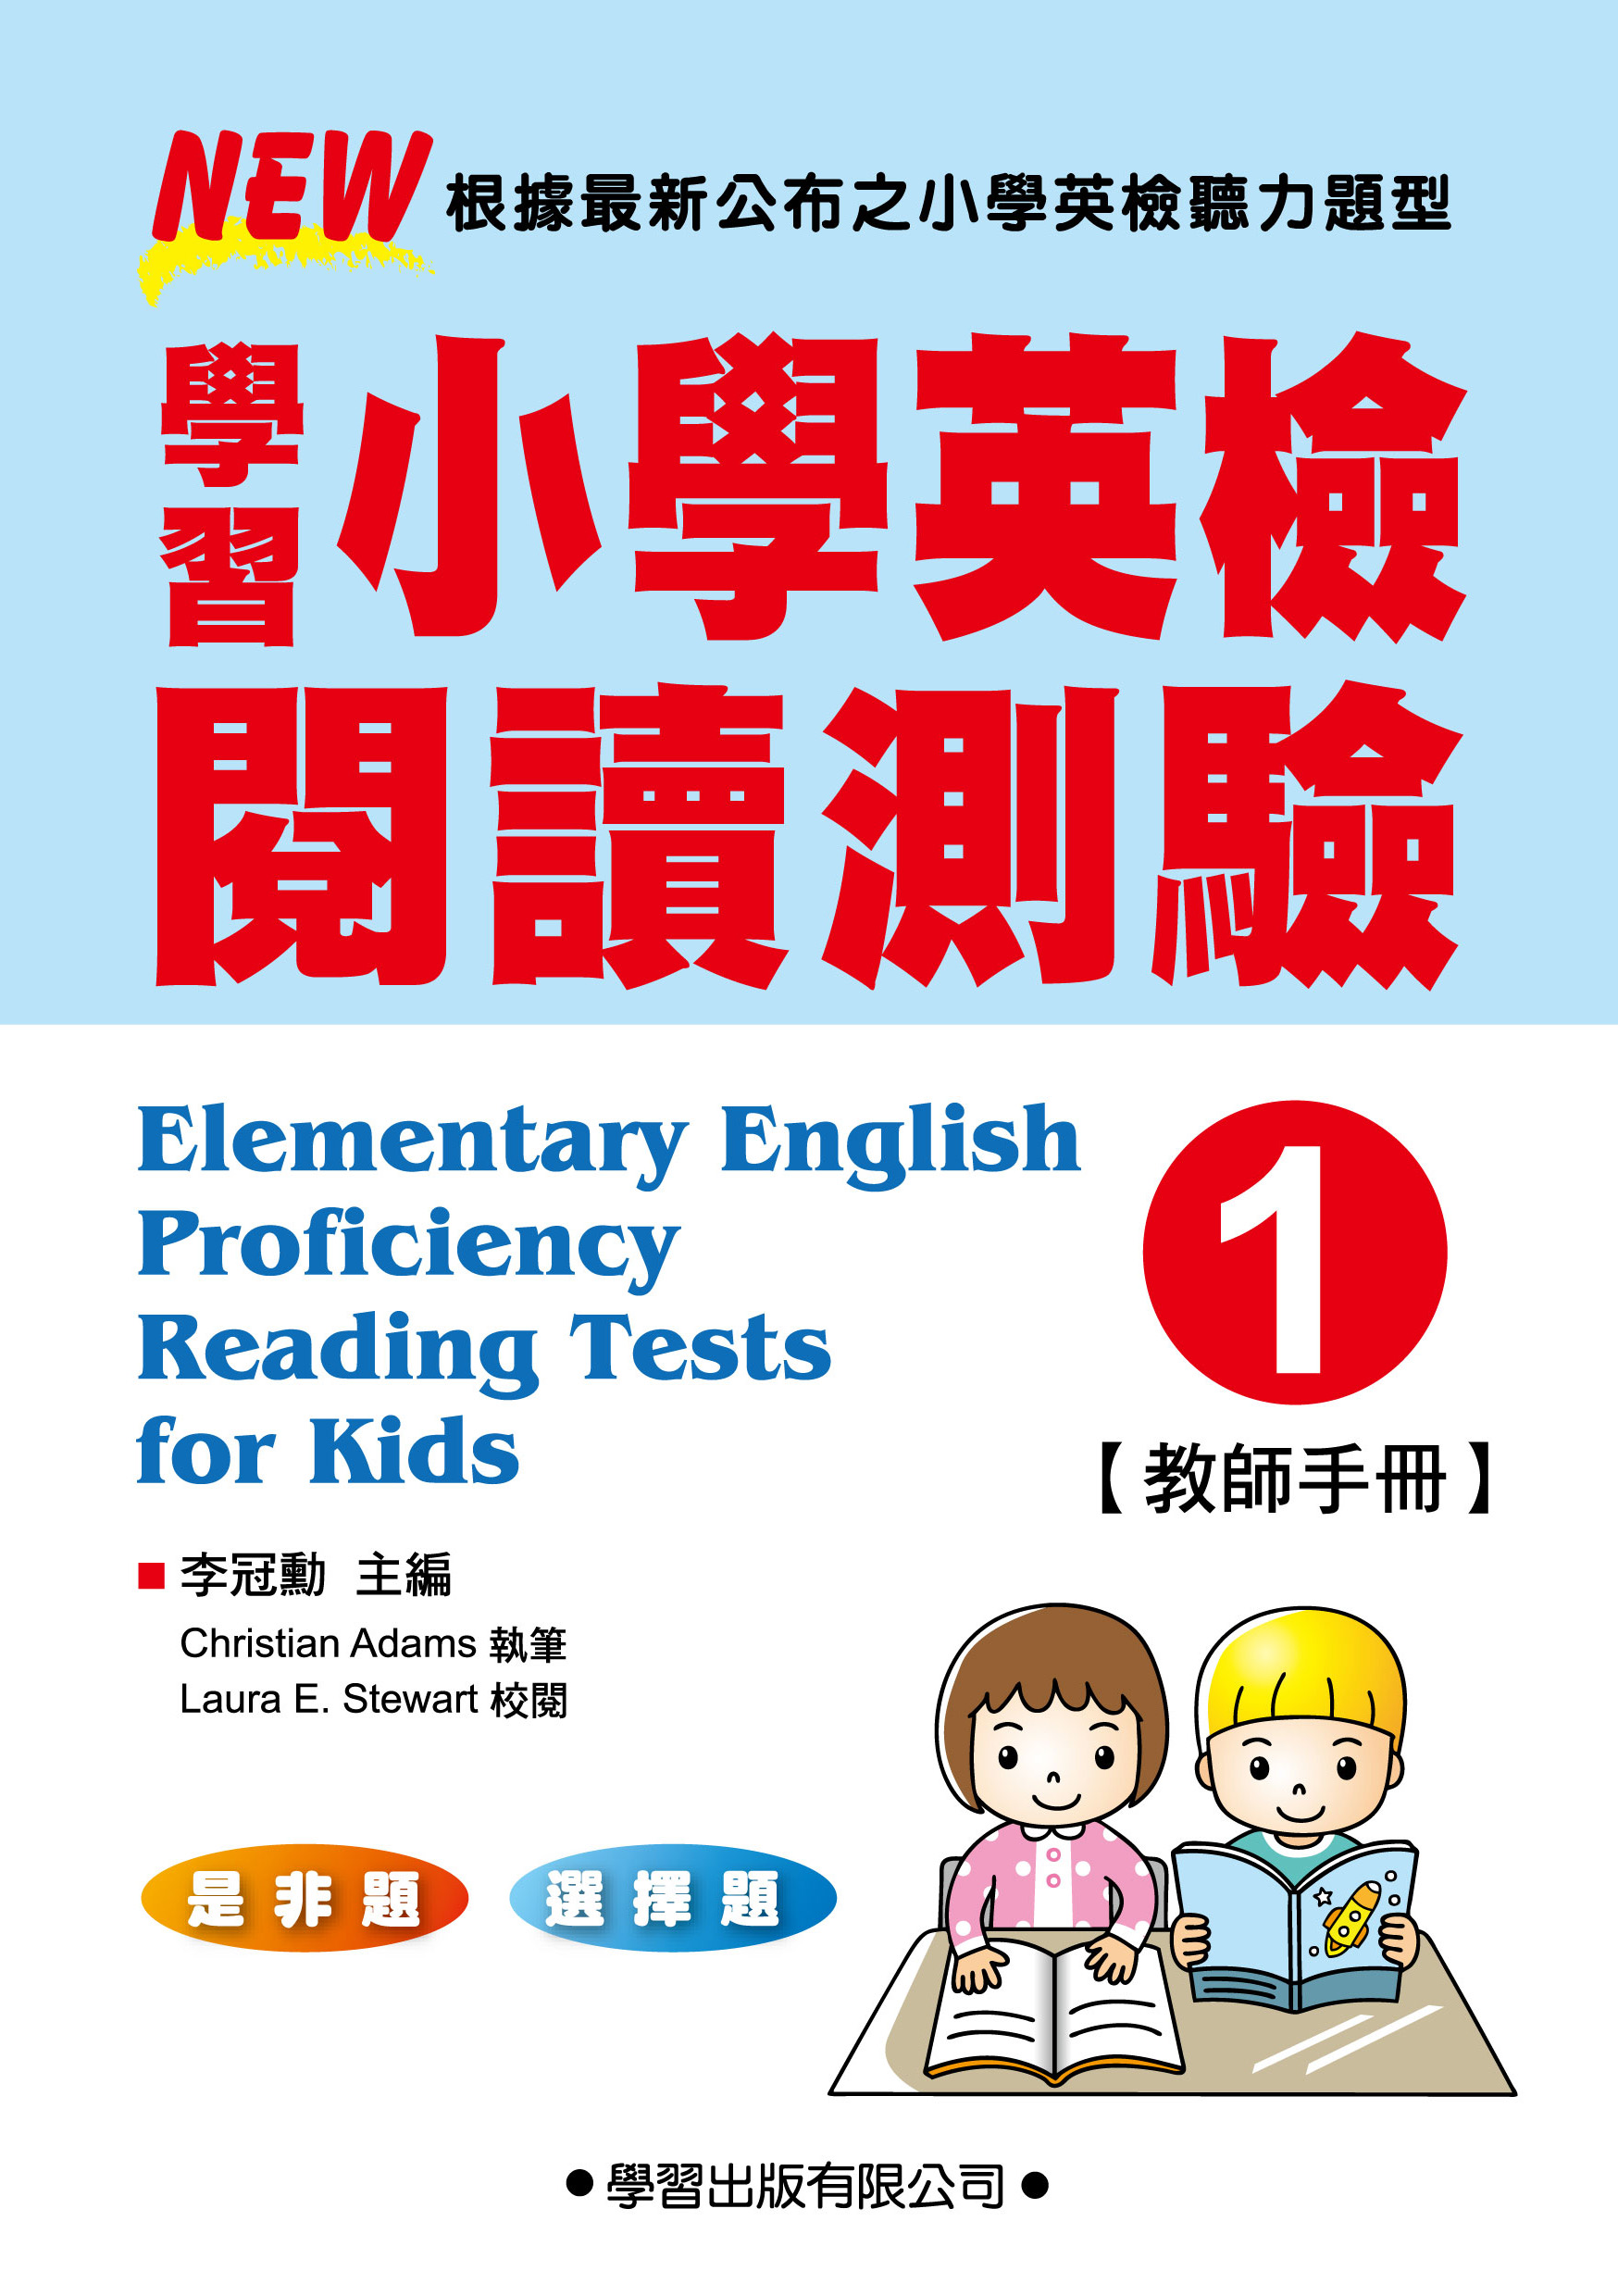 NEW 根據最新公布之小學英檢聽力題型
學習 小學英檢
閱讀測驗
Elementary English
Proficiency
Reading Tests
for Kids
1
【教師手冊】
李冠勳 主編
Christian Adams 執筆
Laura E. Stewart 校閱
是非題 選擇題
●學習出版有限公司●